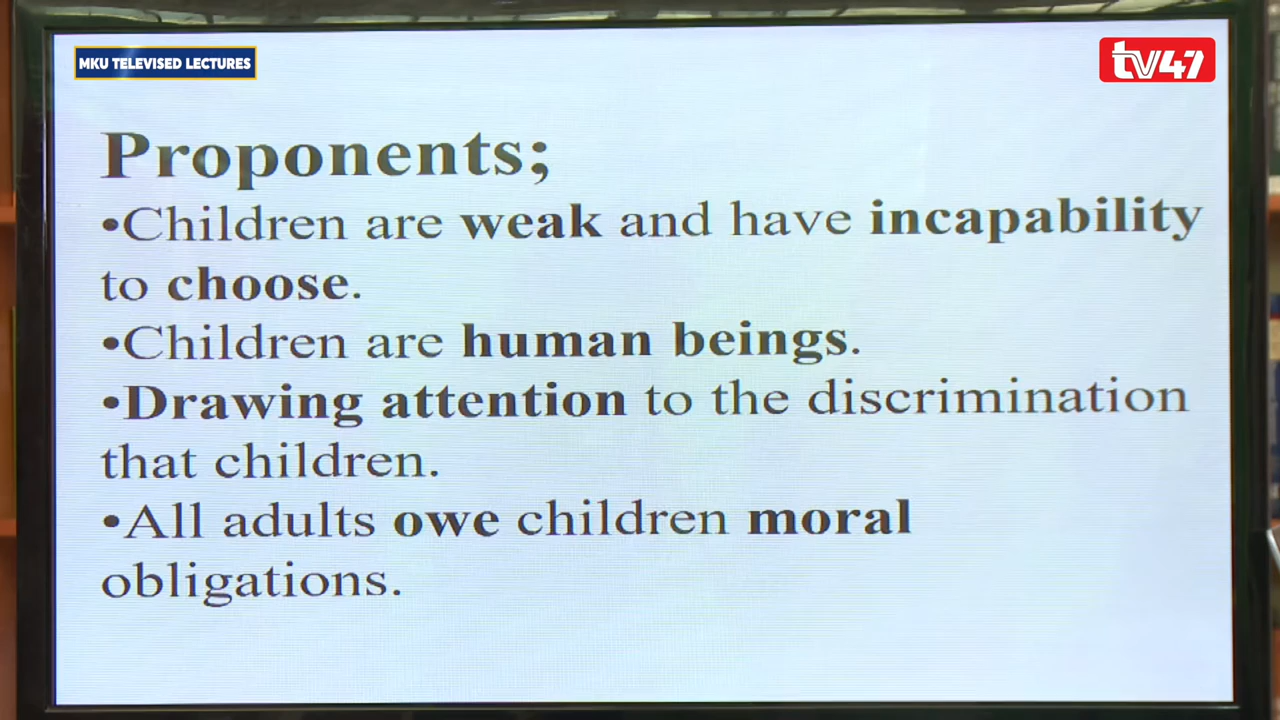 MKU TELEVISED LECTURES
tv47
Proponents;
•Children are weak and have incapability
to choose.
•Children are human beings.
•Drawing attention to the discrimination
that children.
•All adults owe children moral
obligations.